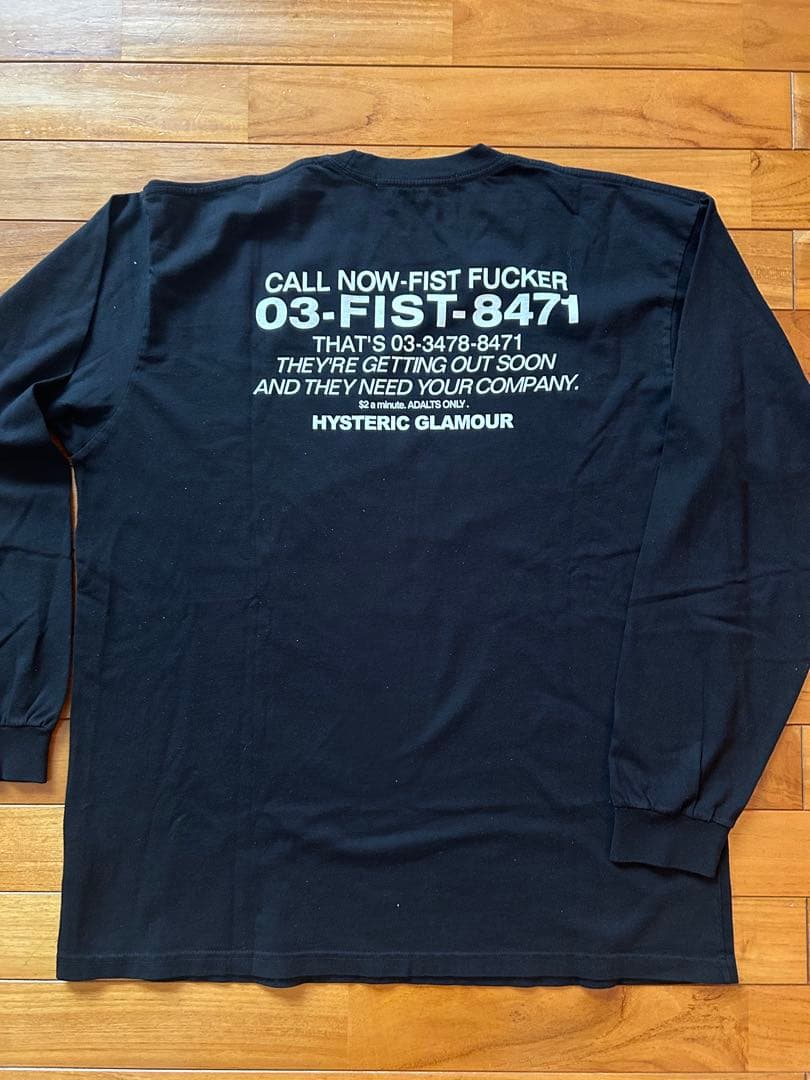 CALL NOW-FIST FUCKER
03-FIST-8471
THAT'S 03-3478-8471
THEY'RE GETTING OUT SOON
AND THEY NEED YOUR COMPANY.
$2 a minute. ADALTS ONLY.
HYSTERIC GLAMOUR